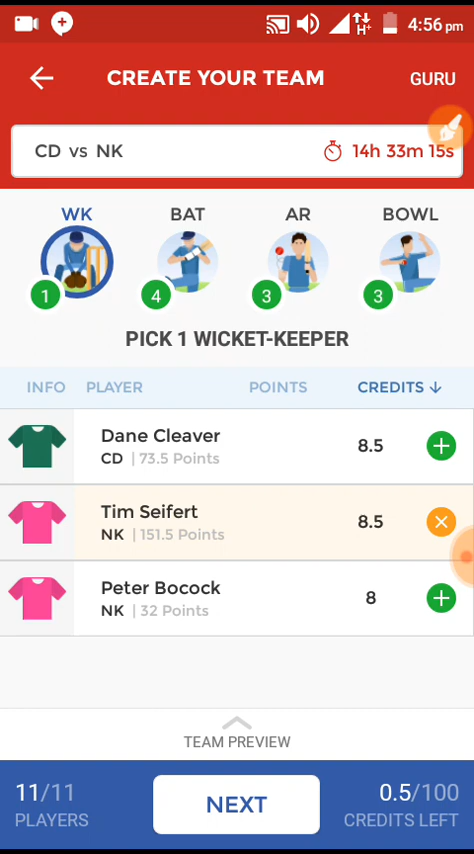 H+ 4:56 pm
CREATE YOUR TEAM GURU
CD vs NK 14h 33m 15s
WK BAT AR BOWL
1 4 3 3
PICK 1 WICKET-KEEPER
INFO PLAYER POINTS CREDITS
Dane Cleaver 8.5
CD | 73.5 Points
Tim Seifert 8.5
NK | 151.5 Points
Peter Bocock 8
NK | 32 Points
TEAM PREVIEW
11/11 NEXT 0.5/100
PLAYERS CREDITS LEFT